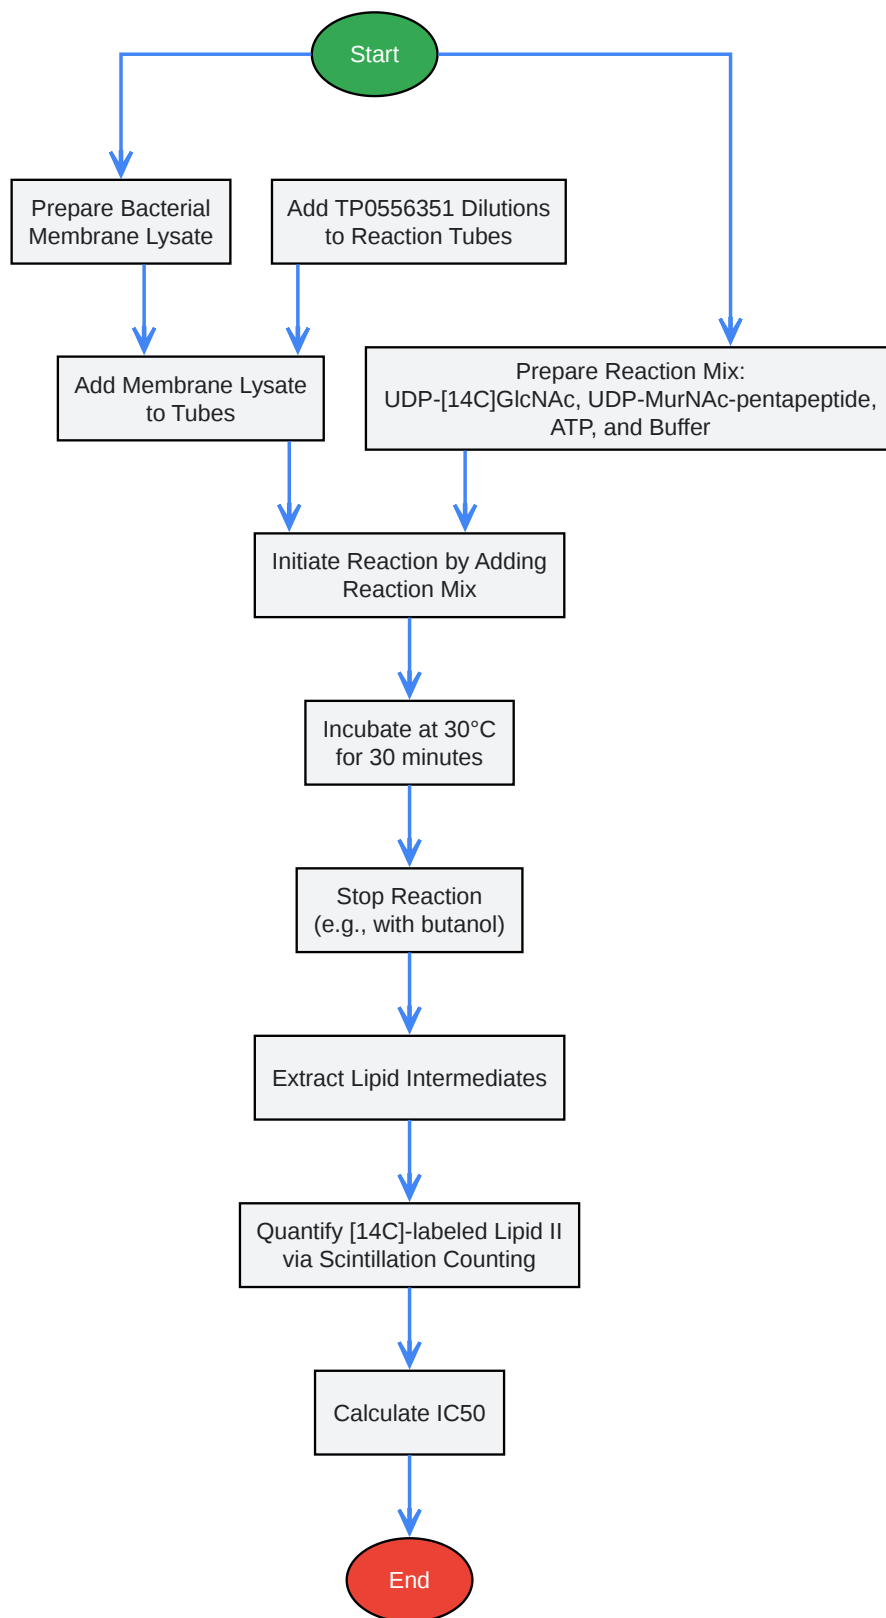 Start
Prepare Bacterial
Membrane Lysate
Add TP0556351 Dilutions
to Reaction Tubes
Add Membrane Lysate
to Tubes
Prepare Reaction Mix:
UDP-[14C]GlcNAc, UDP-MurNAc-pentapeptide,
ATP, and Buffer
Initiate Reaction by Adding
Reaction Mix
Incubate at 30°C
for 30 minutes
Stop Reaction
(e.g., with butanol)
Extract Lipid Intermediates
Quantify [14C]-labeled Lipid II
via Scintillation Counting
Calculate IC50
End